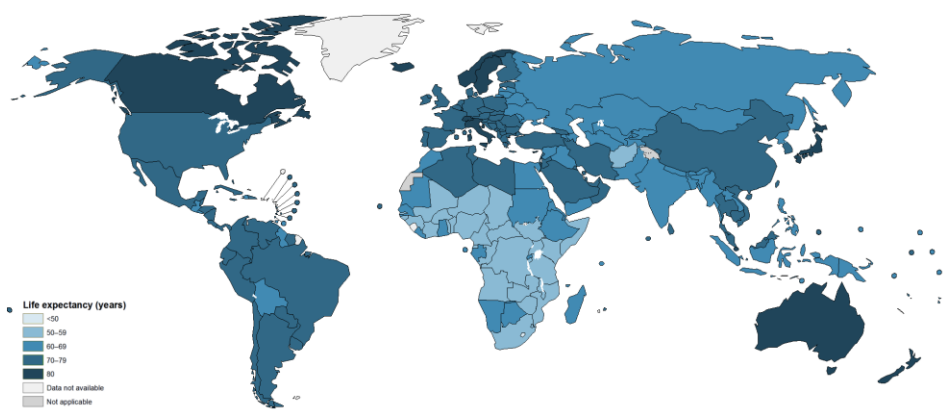 Life expectancy (years)
<50
50–59
60–69
70–79
80
Data not available
Not applicable